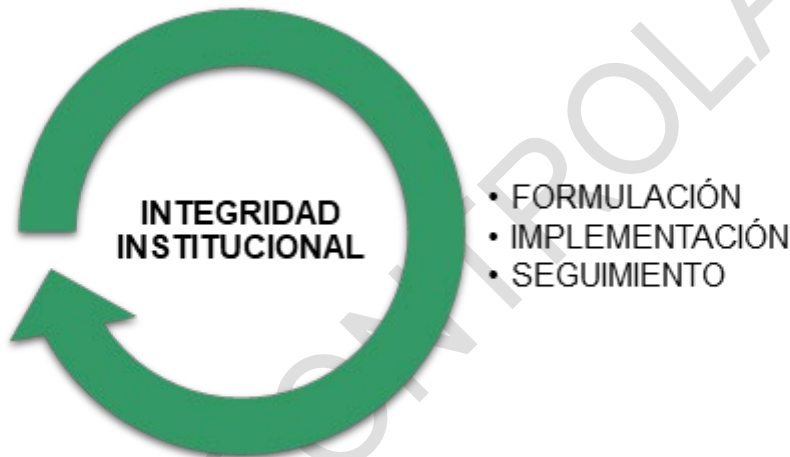 INTEGRIDAD
INSTITUCIONAL
• FORMULACIÓN
• IMPLEMENTACIÓN
• SEGUIMIENTO